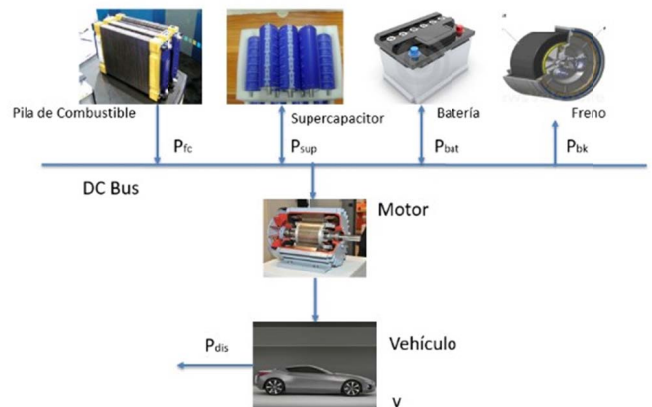 Pila de Combustible
Supercapacitor
Batería
Freno
Pfc
Psup
Pbat
Pbk
DC Bus
Motor
Pdis
Vehículo
v